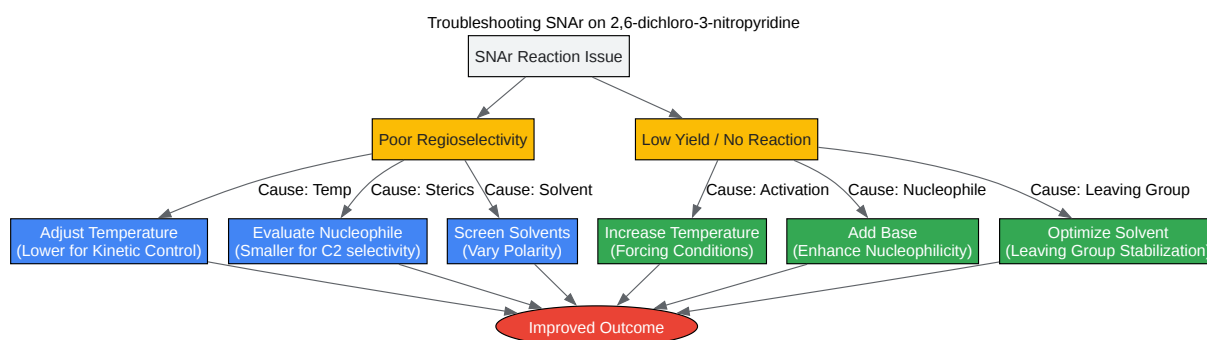 Troubleshooting SNAr on 2,6-dichloro-3-nitropyridine
SNAr Reaction Issue
Poor Regioselectivity
Low Yield / No Reaction
Cause: Temp
Cause: Sterics
Cause: Solvent
Cause: Activation
Cause: Nucleophile
Cause: Leaving Group
Adjust Temperature
(Lower for Kinetic Control)
Evaluate Nucleophile
(Smaller for C2 selectivity)
Screen Solvents
(Vary Polarity)
Increase Temperature
(Forcing Conditions)
Add Base
(Enhance Nucleophilicity)
Optimize Solvent
(Leaving Group Stabilization)
Improved Outcome